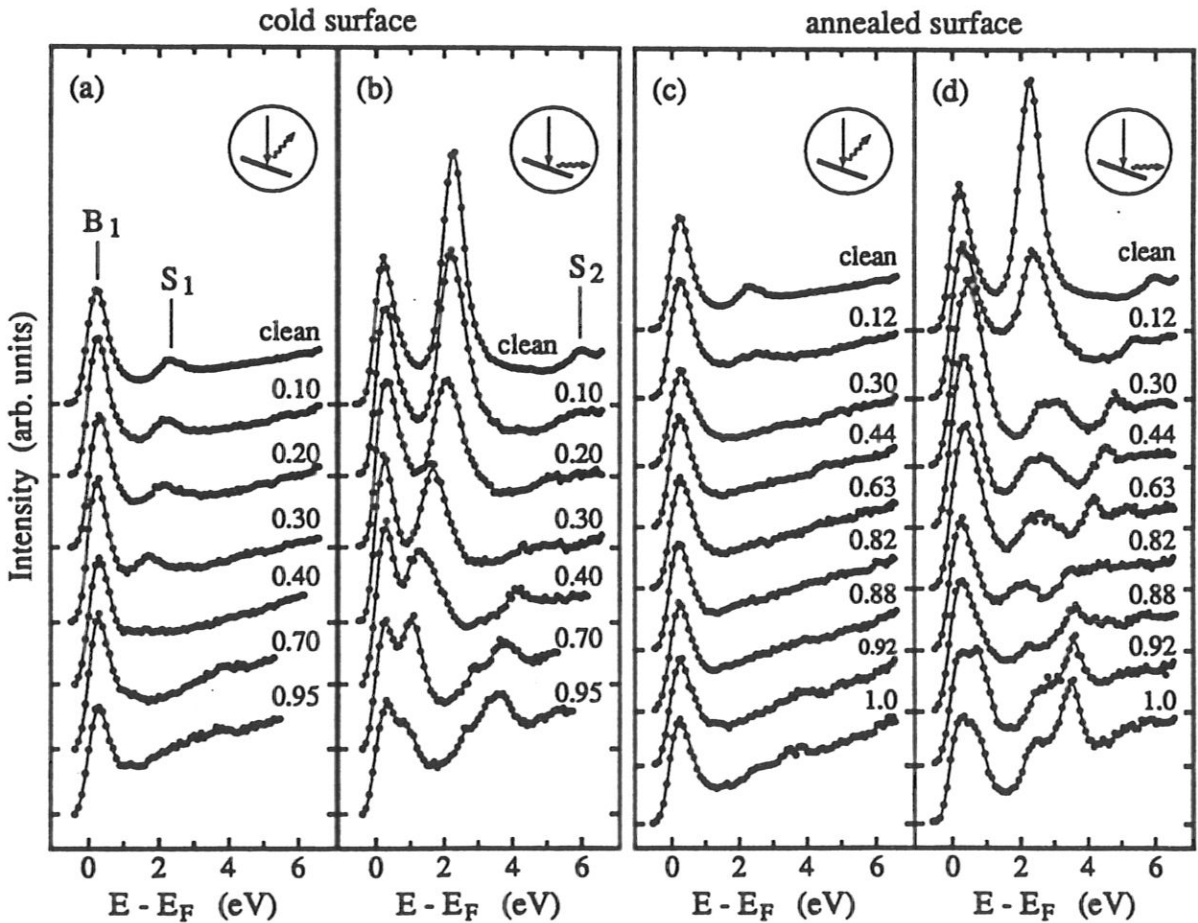 cold surface
annealed surface
Intensity (arb. units)
(a)
B1
S1
clean
0.10
0.20
0.30
0.40
0.70
0.95
0 2 4 6
E - EF (eV)
(b)
S2
clean
0.10
0.20
0.30
0.40
0.70
0.95
0 2 4 6
E - EF (eV)
(c)
clean
0.12
0.30
0.44
0.63
0.82
0.88
0.92
1.0
0 2 4 6
E - EF (eV)
(d)
clean
0.12
0.30
0.44
0.63
0.82
0.88
0.92
1.0
0 2 4 6
E - EF (eV)